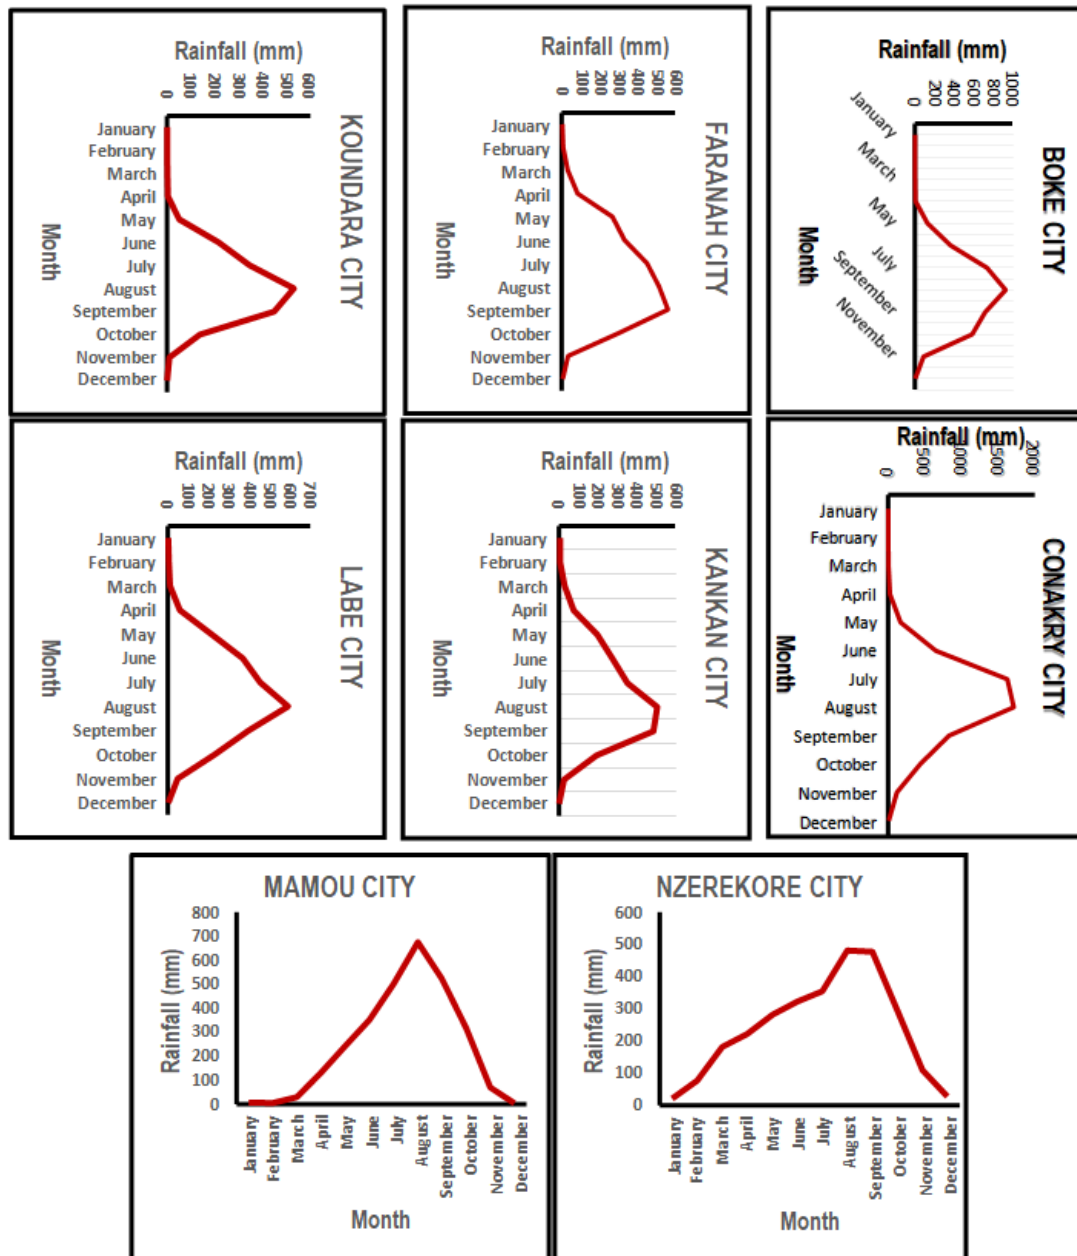 Rainfall (mm)
0 100 200 300 400 500 600
January
February
March
April
May
June
July
August
September
October
November
December
Month
KOUNDARA CITY
Rainfall (mm)
0 100 200 300 400 500 600
January
February
March
April
May
June
July
August
September
October
November
December
Month
FARANAH CITY
Rainfall (mm)
0 200 400 600 800 1000
January
March
May
July
September
November
Month
BOKE CITY
Rainfall (mm)
0 100 200 300 400 500 600 700
January
February
March
April
May
June
July
August
September
October
November
December
Month
LABE CITY
Rainfall (mm)
0 100 200 300 400 500 600
January
February
March
April
May
June
July
August
September
October
November
December
Month
KANKAN CITY
Rainfall (mm)
0 500 1000 1500 2000
January
February
March
April
May
June
July
August
September
October
November
December
Month
CONAKRY CITY
MAMOU CITY
800
700
600
500
400
300
200
100
0
Rainfall (mm)
January February March April May June July August September October November December
Month
NZEREKORE CITY
600
500
400
300
200
100
0
Rainfall (mm)
January February March April May June July August September October November December
Month